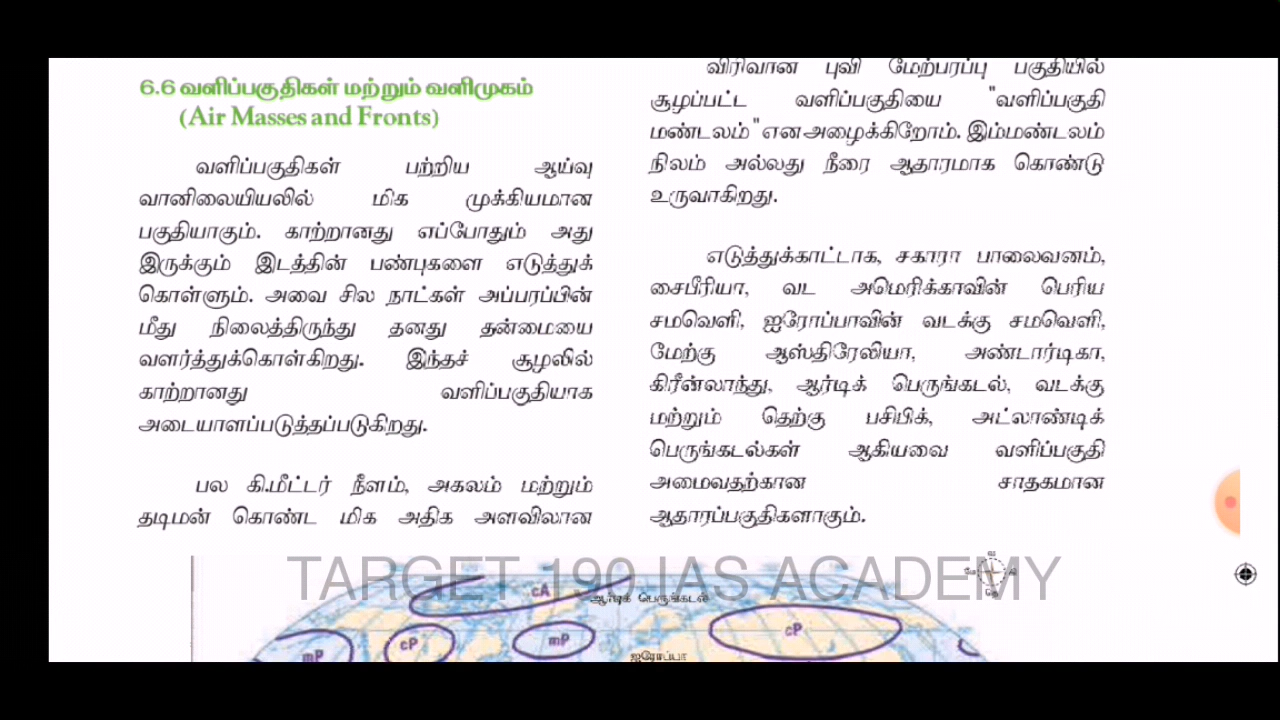 6.6 வளிப்பகுதிகள் மற்றும் வளிமுகம்
(Air Masses and Fronts)
வளிப்பகுதிகள் பற்றிய ஆய்வு
வானிலையியலில் மிக முக்கியமான
பகுதியாகும். காற்றானது எப்போதும் அது
இருக்கும் இடத்தின் பண்புகளை எடுத்துக்
கொள்ளும். அவை சில நாட்கள் அப்பரப்பின்
மீது நிலைத்திருந்து தனது தன்மையை
வளர்த்துக்கொள்கிறது. இந்தச் சூழலில்
காற்றானது வளிப்பகுதியாக
அடையாளப்படுத்தப்படுகிறது.
பல கி.மீட்டர் நீளம், அகலம் மற்றும்
தடிமன் கொண்ட மிக அதிக அளவிலான
விரிவான புவி மேற்பரப்பு பகுதியில்
சூழப்பட்ட வளிப்பகுதியை "வளிப்பகுதி
மண்டலம்" என அழைக்கிறோம். இம்மண்டலம்
நிலம் அல்லது நீரை ஆதாரமாக கொண்டு
உருவாகிறது.
எடுத்துக்காட்டாக, சகாரா பாலைவனம்,
சைபீரியா, வட அமெரிக்காவின் பெரிய
சமவெளி, ஐரோப்பாவின் வடக்கு சமவெளி,
மேற்கு ஆஸ்திரேலியா, அண்டார்டிகா,
கிரீன்லாந்து, ஆர்டிக் பெருங்கடல், வடக்கு
மற்றும் தெற்கு பசிபிக், அட்லாண்டிக்
பெருங்கடல்கள் ஆகியவை வளிப்பகுதி
அமைவதற்கான சாதகமான
ஆதாரப்பகுதிகளாகும்.
TARGET 190 IAS ACADEMY
cA
ஆர்டிக் பெருங்கடல்
mP
cP
mP
cP
ஐரோப்பா